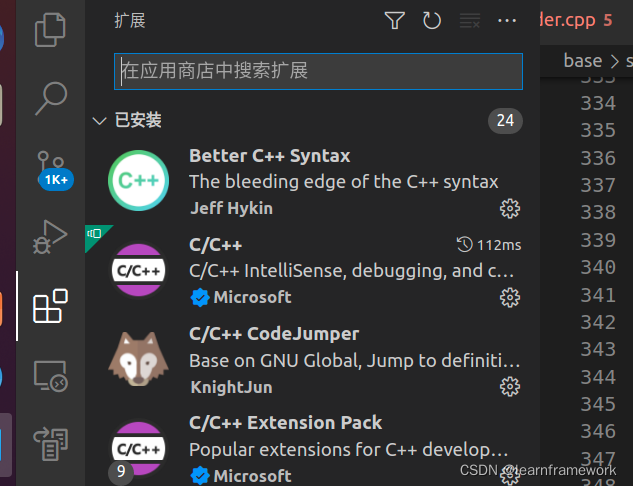 扩展
der.cpp 5
在应用商店中搜索扩展
base > s
已安装
24
333
334
335
336
337
338
339
340
341
342
343
344
345
346
347
348
1K+
C++
Better C++ Syntax
The bleeding edge of the C++ syntax
Jeff Hykin
C/C++
C/C++
112ms
C/C++ IntelliSense, debugging, and c…
Microsoft
C/C++ CodeJumper
Base on GNU Global, Jump to definiti…
KnightJun
C/C++
C/C++ Extension Pack
Popular extensions for C++ develop…
9
Microsoft
CSDN @learnframework